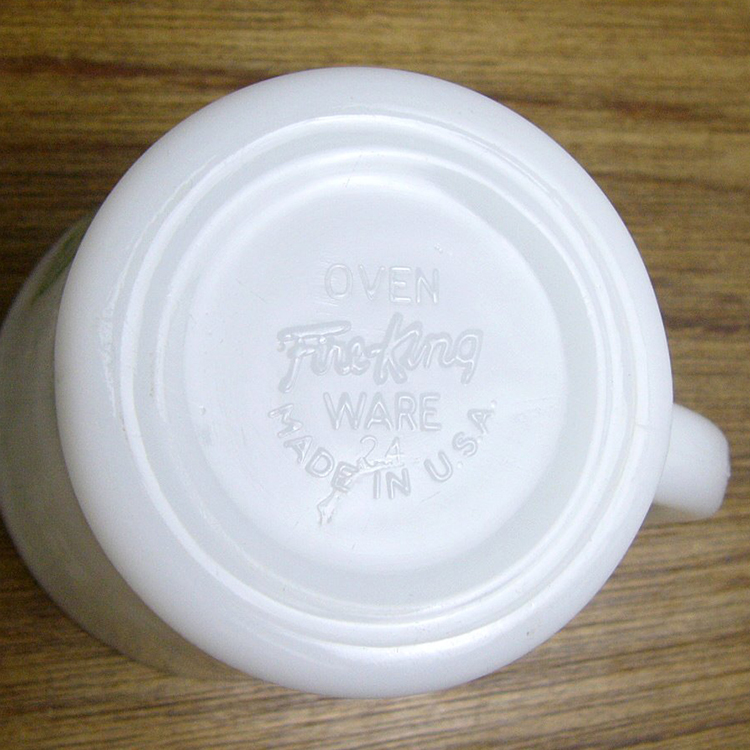 OVEN
Fire-King
WARE
24
MADE IN U.S.A.